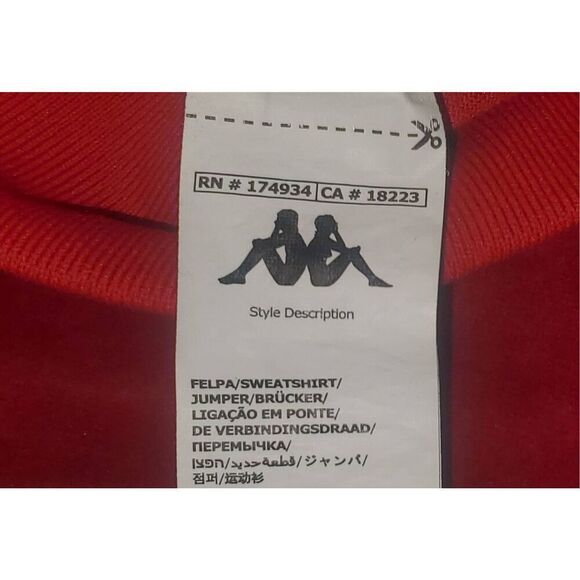 RN # 174934 CA # 18223
Style Description
FELPA/SWEATSHIRT/
JUMPER/BRÜCKER/
LIGAÇÃO EM PONTE/
DE VERBINDINGSDRAAD/
ПЕРЕМЫЧКА/
הפצן/قطعة حديد/ジャンパ/
점퍼/运动衫